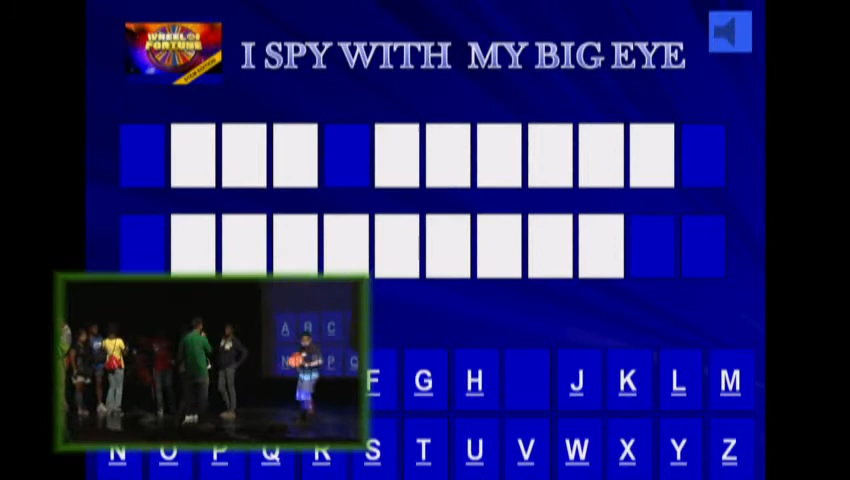 WHEEL OF
FORTUNE
I SPY WITH MY BIG EYE
A B C
P
F G H J K L M
N O P Q R S T U V W X Y Z